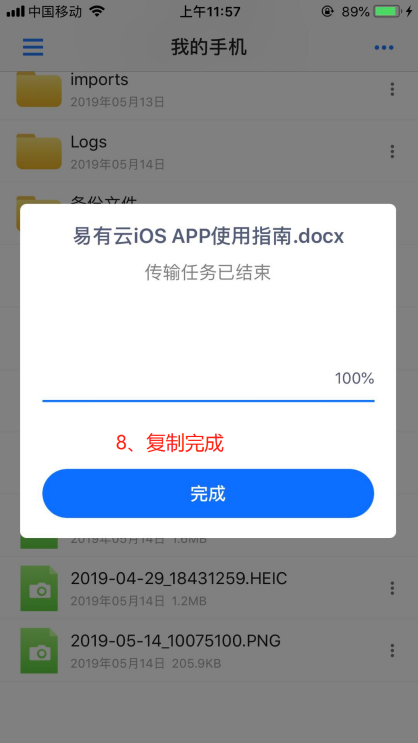 中国移动
上午11:57
89%
我的手机
imports
2019年05月13日
Logs
2019年05月14日
易有云iOS APP使用指南.docx
传输任务已结束
100%
8、复制完成
完成
2019年05月14日 1.6MB
2019-04-29_18431259.HEIC
2019年05月14日 1.2MB
2019-05-14_10075100.PNG
2019年05月14日 205.9KB